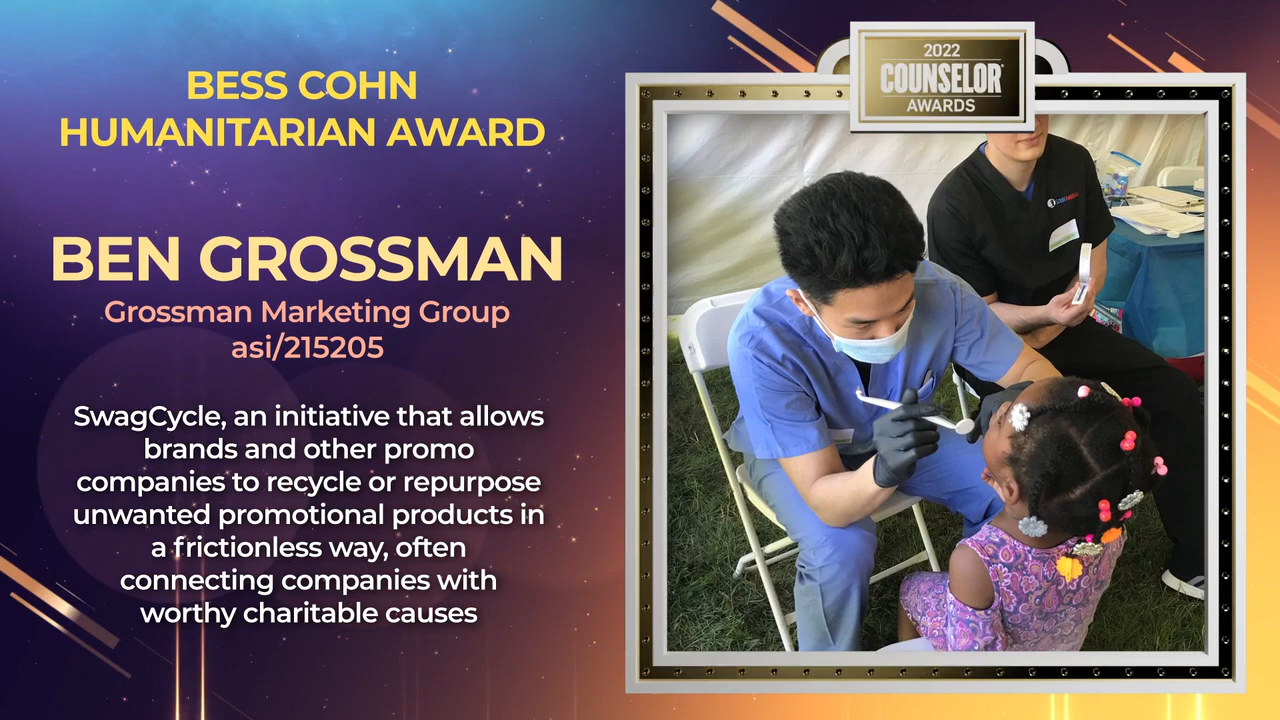 BESS COHN
HUMANITARIAN AWARD
BEN GROSSMAN
Grossman Marketing Group
asi/215205
SwagCycle, an initiative that allows
brands and other promo
companies to recycle or repurpose
unwanted promotional products in
a frictionless way, often
connecting companies with
worthy charitable causes
2022
COUNSELOR
AWARDS